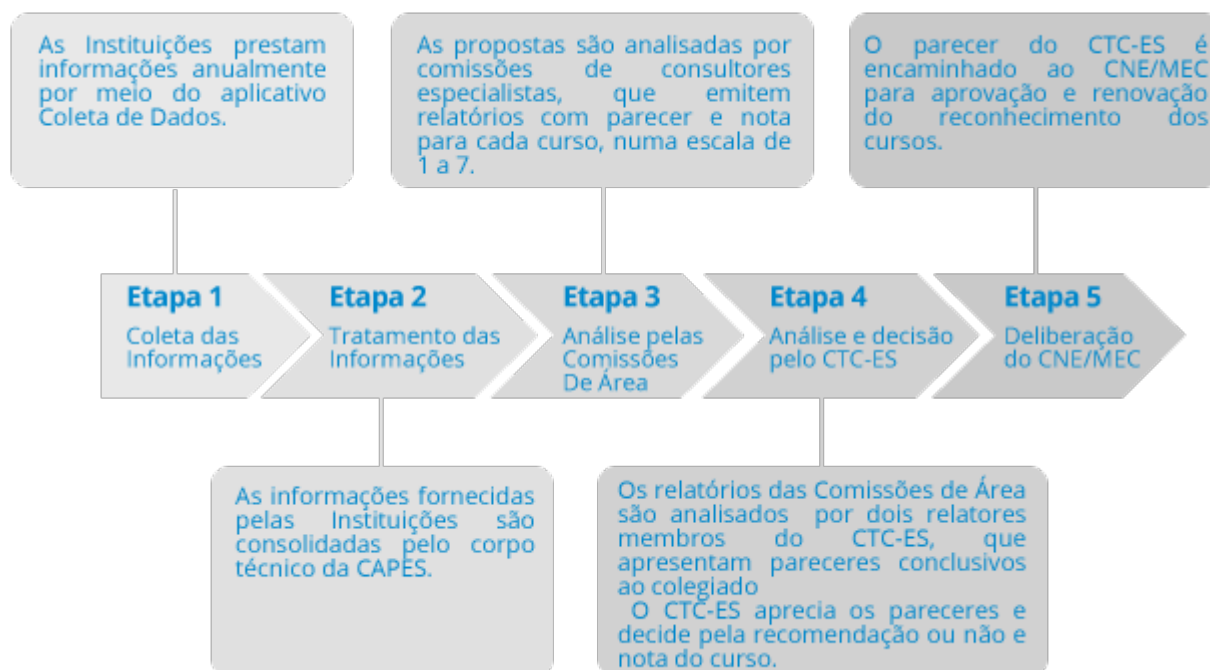 As Instituições prestam
informações anualmente
por meio do aplicativo
Coleta de Dados.
As propostas são analisadas por
comissões de consultores
especialistas, que emitem
relatórios com parecer e nota
para cada curso, numa escala de
1 a 7.
O parecer do CTC-ES é
encaminhado ao CNE/MEC
para aprovação e renovação
do reconhecimento dos
cursos.
Etapa 1
Coleta das
Informações
Etapa 2
Tratamento das
Informações
Etapa 3
Análise pelas
Comissões
De Área
Etapa 4
Análise e decisão
pelo CTC-ES
Etapa 5
Deliberação
do CNE/MEC
As informações fornecidas
pelas Instituições são
consolidadas pelo corpo
técnico da CAPES.
Os relatórios das Comissões de Área
são analisados por dois relatores
membros do CTC-ES, que
apresentam pareceres conclusivos
ao colegiado
O CTC-ES aprecia os pareceres e
decide pela recomendação ou não e
nota do curso.